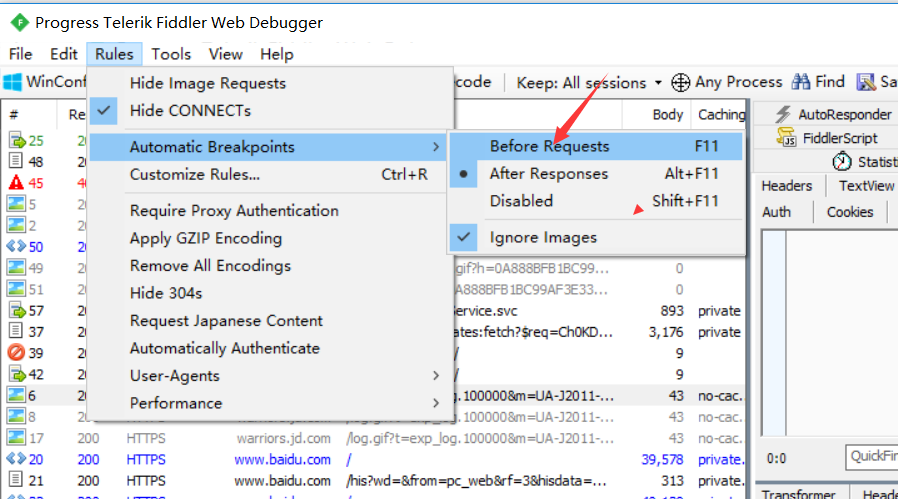 Progress Telerik Fiddler Web Debugger
File Edit Rules Tools View Help
WinConf
code Keep: All sessions Any Process Find Sa
# Re Body Caching
Hide Image Requests
Hide CONNECTs
Automatic Breakpoints
Customize Rules... Ctrl+R
Require Proxy Authentication
Apply GZIP Encoding
Remove All Encodings
Hide 304s
Request Japanese Content
Automatically Authenticate
User-Agents
Performance
Before Requests F11
After Responses Alt+F11
Disabled Shift+F11
Ignore Images
AutoResponder
FiddlerScript
Statist
Headers TextView
Auth Cookies
25 20
48 20
45 40
5 20
2 20
50 20
49 20 gif?h=0A888BFB1BC99... 0
51 20 A888BFB1BC99AF3E33... 0
57 20 Service.svc 893 private
37 20 ates:fetch?$req=Ch0KD... 3,176 private
39 20 / 9
42 20 / 9
6 20 log.100000&m=UA-J2011-... 43 no-cac...
8 20 43 no-cac...
17 200 HTTPS warriors.jd.com /log.gif?t=exp_log.100000&m=UA-J2011-... 43 no-cac...
20 200 HTTPS www.baidu.com / 39,578 private...
21 200 HTTPS www.baidu.com /his?wd=&from=pc_web&rf=3&hisdata=... 313 private...
0:0 QuickFin
Transformer Heade